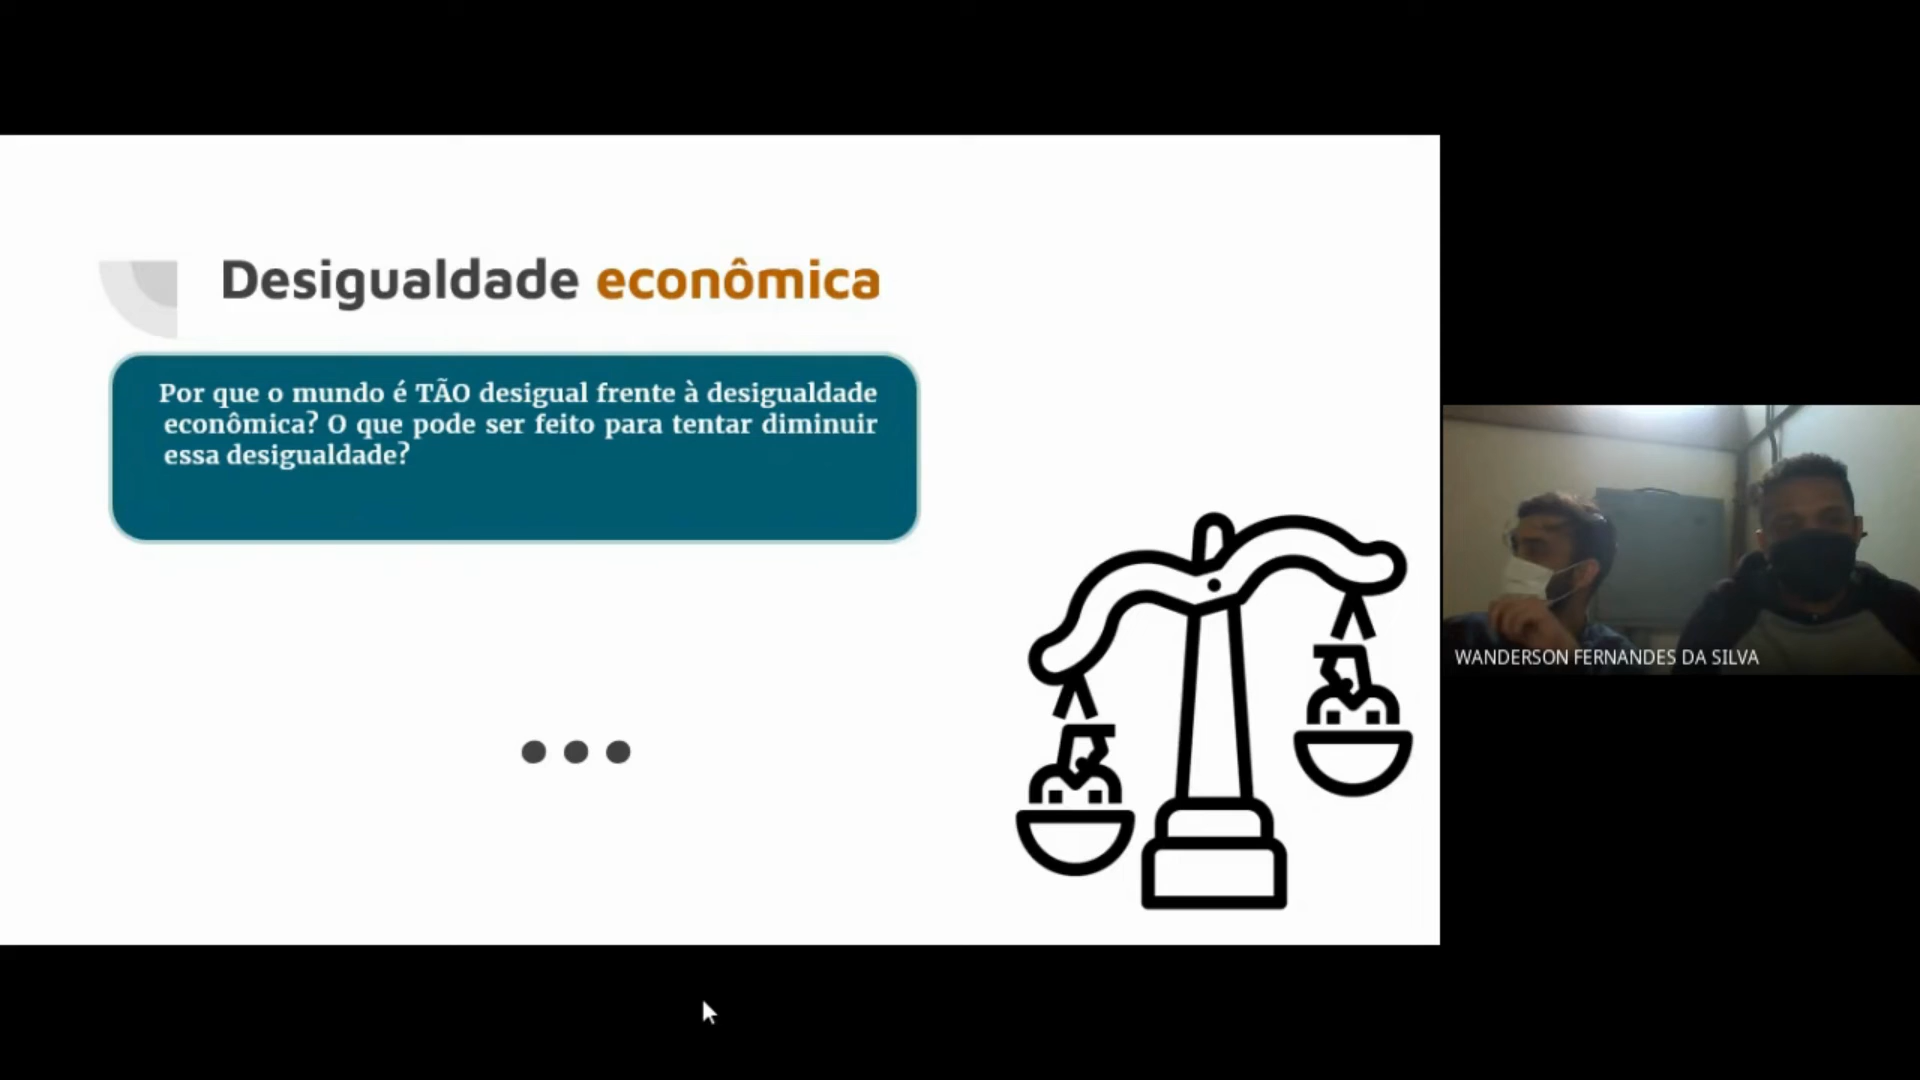 Desigualdade econômica
Por que o mundo é TÃO desigual frente à desigualdade
econômica? O que pode ser feito para tentar diminuir
essa desigualdade?
WANDERSON FERNANDES DA SILVA